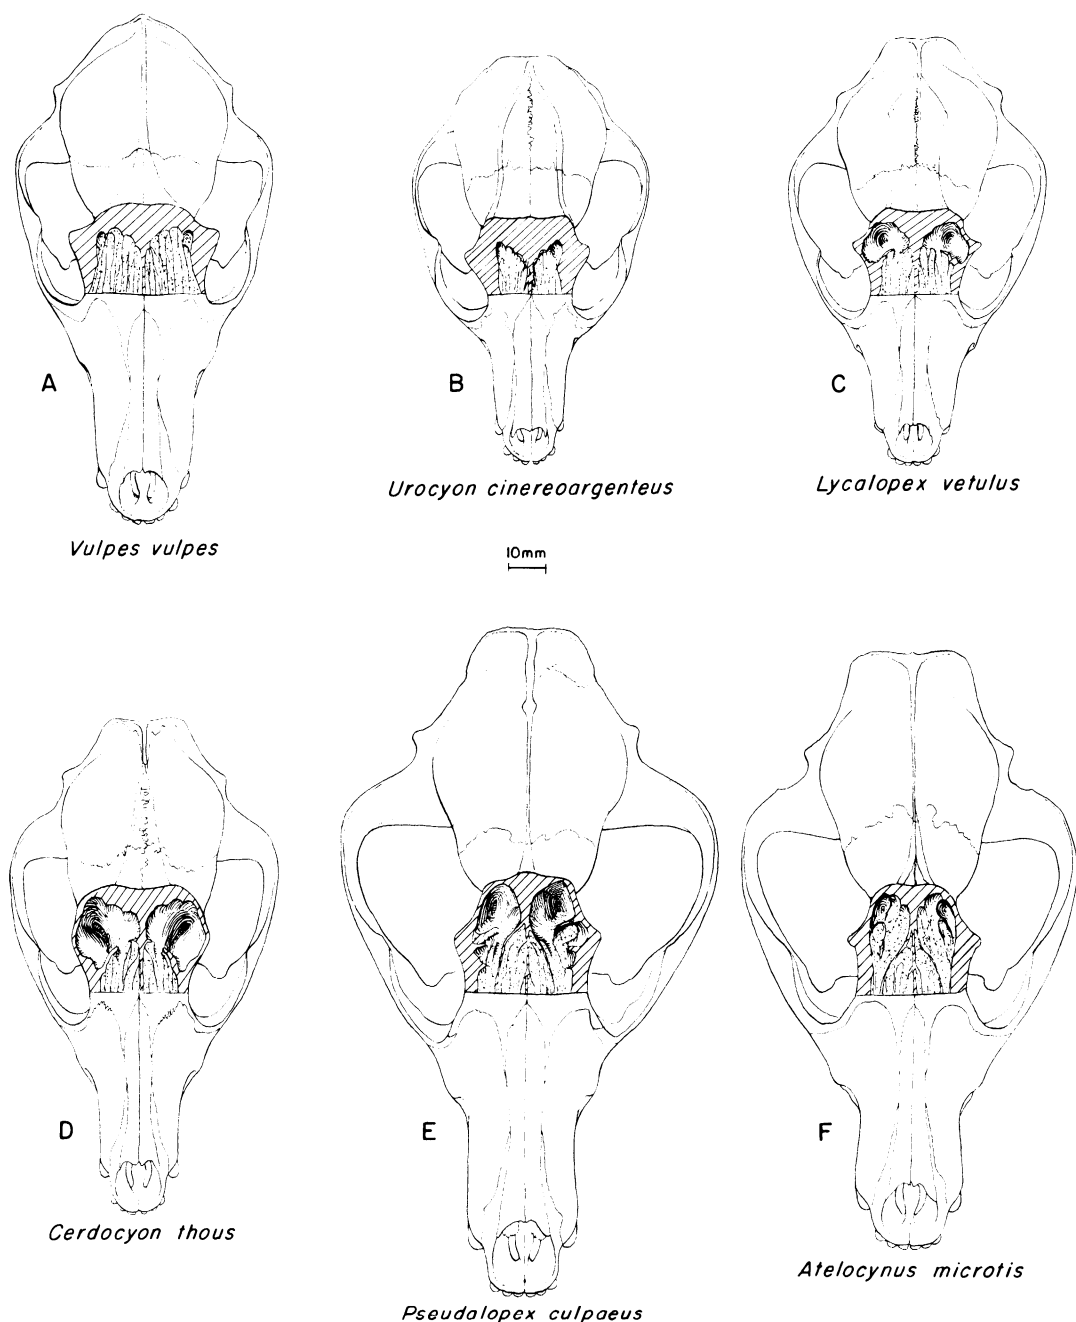 A
B
C
Urocyon cinereoargenteus
Lycalopex vetulus
Vulpes vulpes
10mm
D
E
F
Cerdocyon thous
Atelocynus microtis
Pseudalopex culpaeus